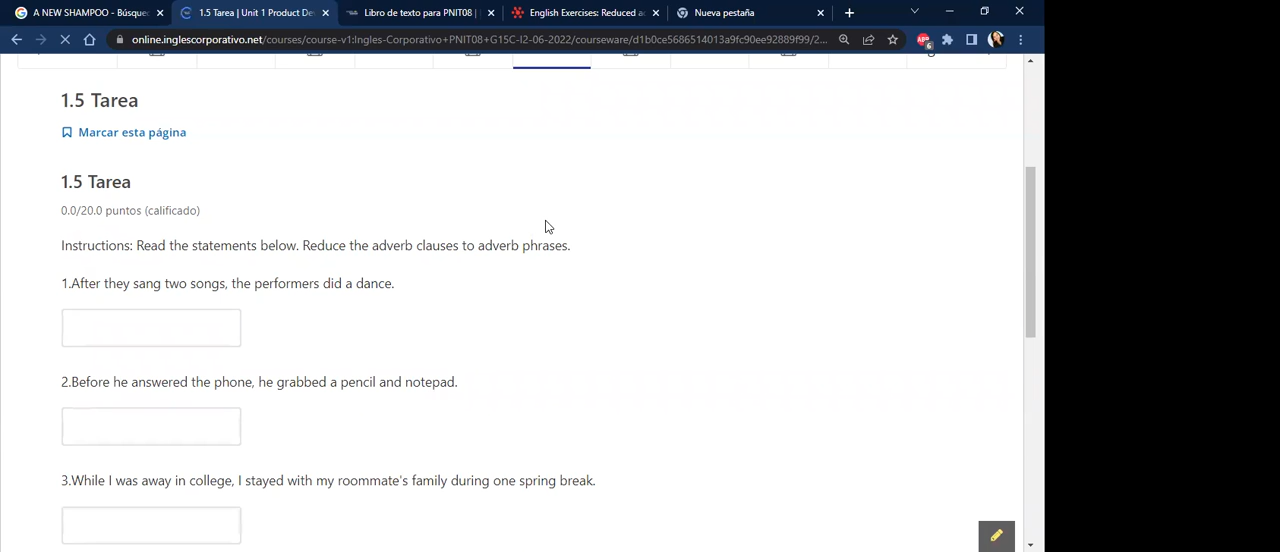 A NEW SHAMPOO - Búsque
1.5 Tarea | Unit 1 Product De
Libro de texto para PNIT08 |
English Exercises: Reduced a
Nueva pestaña
online.inglescorporativo.net/courses/course-v1:Ingles-Corporativo+PNIT08+G15C-I2-06-2022/courseware/d1b0ce5686514013a9fc90ee92889f99/2...
6
1.5 Tarea
Marcar esta página
1.5 Tarea
0.0/20.0 puntos (calificado)
Instructions: Read the statements below. Reduce the adverb clauses to adverb phrases.
1.After they sang two songs, the performers did a dance.
2.Before he answered the phone, he grabbed a pencil and notepad.
3.While I was away in college, I stayed with my roommate's family during one spring break.